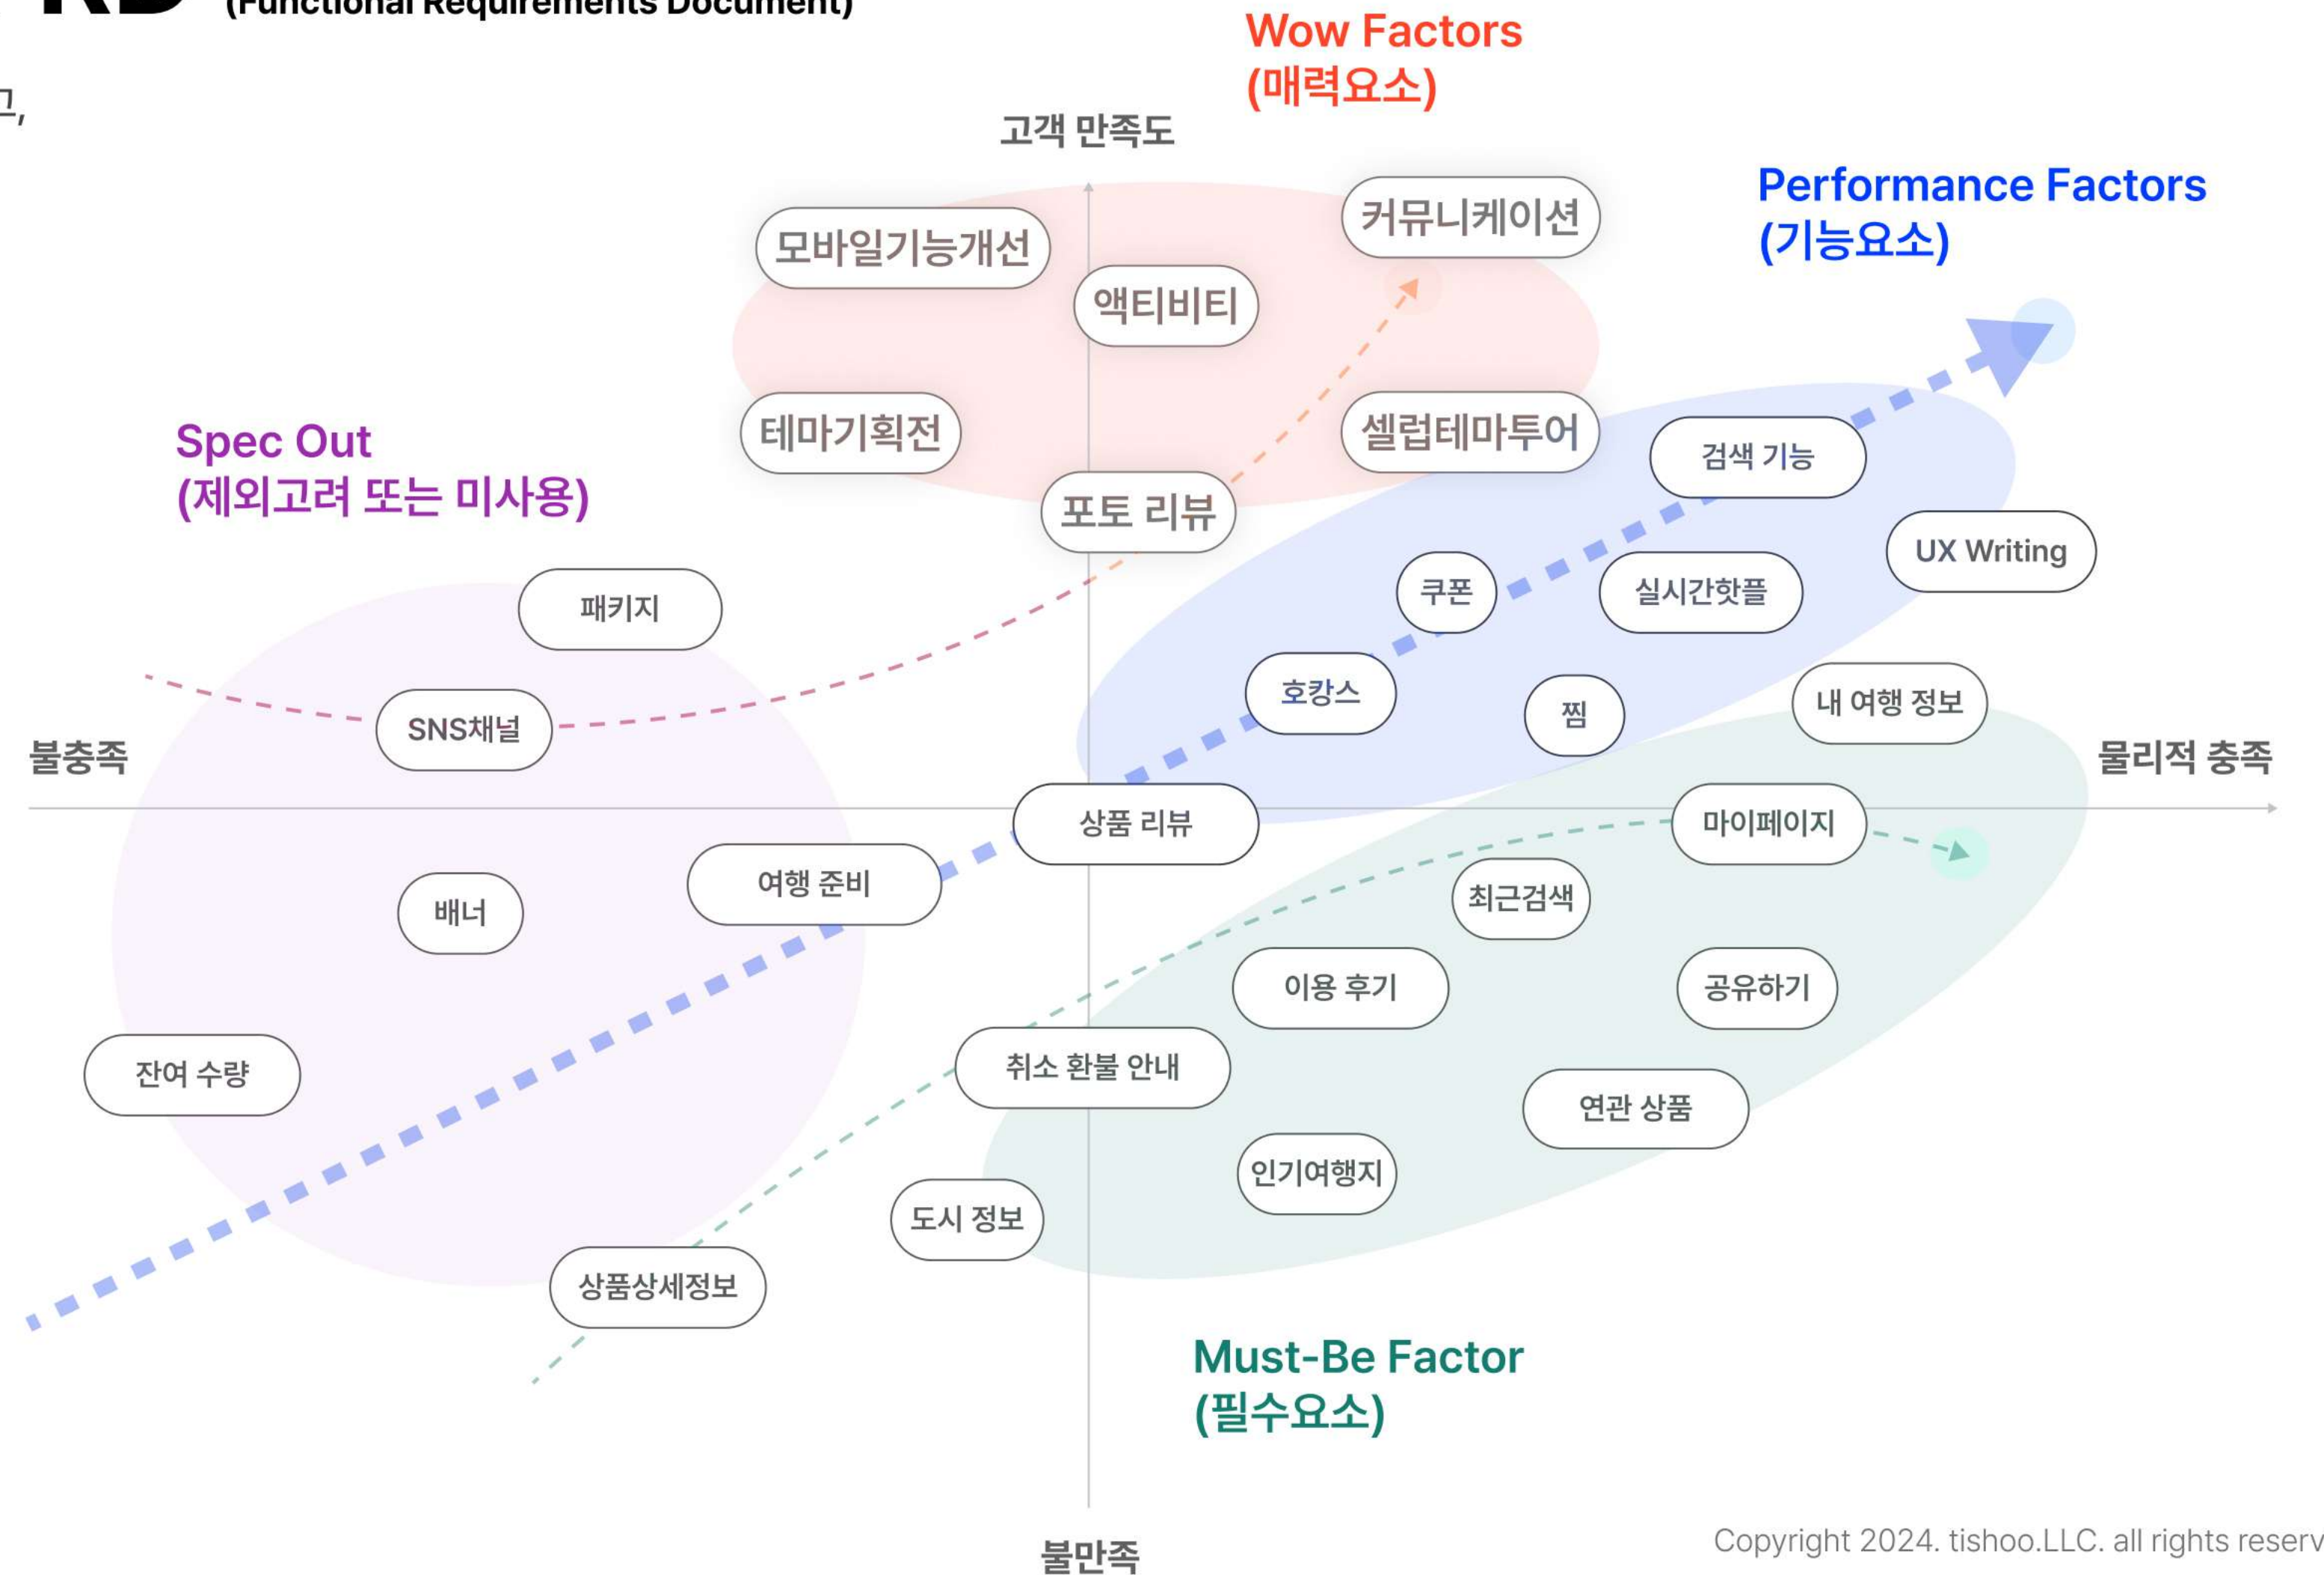 (Functional Requirements Document)
Wow Factors
(매력요소)
고객 만족도
Performance Factors
(기능요소)
모바일기능개선
커뮤니케이션
액티비티
테마기획전
셀럽테마투어
포토 리뷰
Spec Out
(제외고려 또는 미사용)
검색 기능
UX Writing
쿠폰
실시간핫플
패키지
호캉스
찜
내 여행 정보
SNS채널
불충족
물리적 충족
상품 리뷰
마이페이지
여행 준비
최근검색
배너
이용 후기
공유하기
잔여 수량
취소 환불 안내
연관 상품
인기여행지
도시 정보
상품상세정보
Must-Be Factor
(필수요소)
불만족
Copyright 2024. tishoo.LLC. all rights reserv